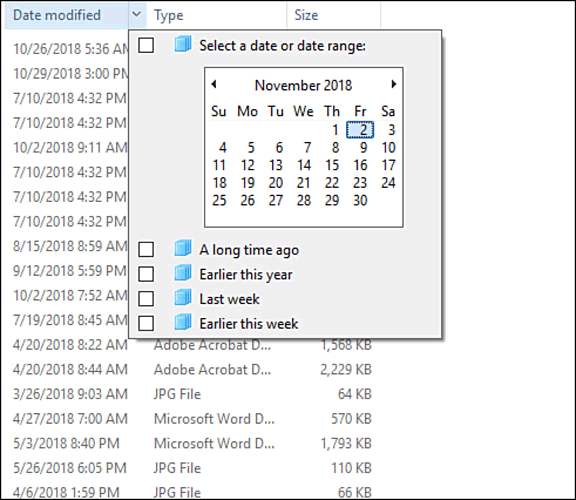 Date modified Type Size
10/26/2018 5:36 AM
Select a date or date range:
10/29/2018 3:00 PM
7/10/2018 4:32 PM
November 2018
7/10/2018 4:32 PM
Su Mo Tu We Th Fr Sa
10/2/2018 9:11 AM
1 2 3
7/10/2018 4:32 PM
4 5 6 7 8 9 10
7/10/2018 4:32 PM
11 12 13 14 15 16 17
7/10/2018 4:32 PM
18 19 20 21 22 23 24
25 26 27 28 29 30
8/15/2018 8:59 AM
A long time ago
9/12/2018 5:59 PM
Earlier this year
10/2/2018 7:52 AM
Last week
7/19/2018 8:45 AM
Earlier this week
4/20/2018 8:22 AM Adobe Acrobat D... 1,568 KB
4/20/2018 8:44 AM Adobe Acrobat D... 2,229 KB
3/26/2018 9:03 AM JPG File 64 KB
4/27/2018 7:00 AM Microsoft Word D... 570 KB
5/3/2018 8:40 PM Microsoft Word D... 1,793 KB
5/26/2018 6:05 PM JPG File 110 KB
4/6/2018 1:59 PM JPG File 66 KB